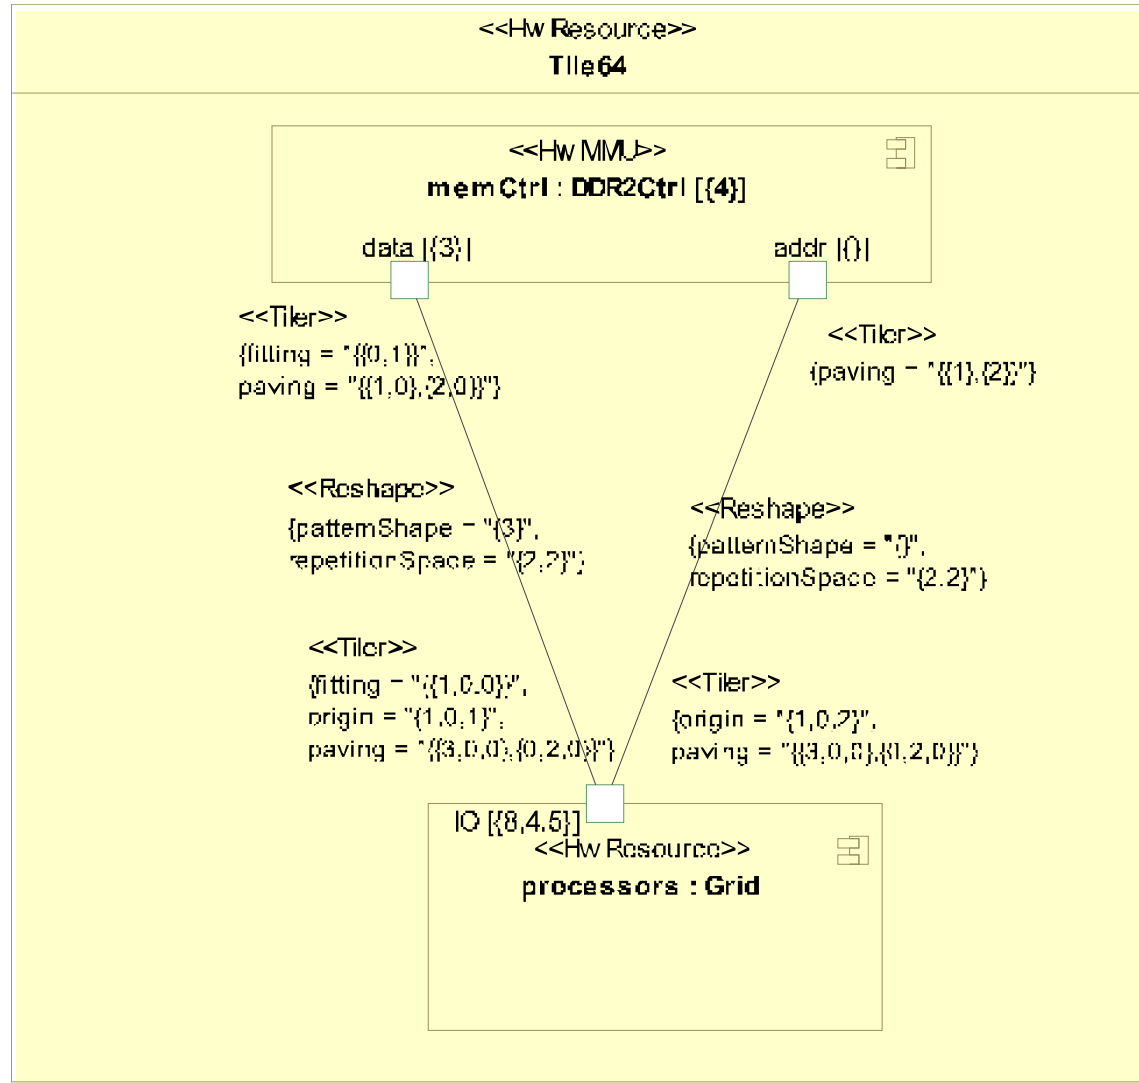 <<Hw Resource>>
Tile64
<<Hw MMU>>
memCtrl : DDR2Ctrl [{4}]
data |{3}|
addr |{}|
<<Tiler>>
{fitting = "{{0,1}}",
paving = "{{1,0},{2,0}}"}
<<Tiler>>
{paving = "{{1},{2}}"}
<<Reshape>>
{patternShape = "{3}",
repetitionSpace = "{2,2}"}
<<Reshape>>
{patternShape = "{}",
repetitionSpace = "{2,2}"}
<<Tiler>>
{fitting = "{{1,0,0}}",
origin = "{1,0,1}",
paving = "{{3,0,0},{0,2,0}}"}
<<Tiler>>
{origin = "{1,0,2}",
paving = "{{3,0,0},{0,2,0}}"}
IO [{8,4,5}]
<<Hw Resource>>
processors : Grid